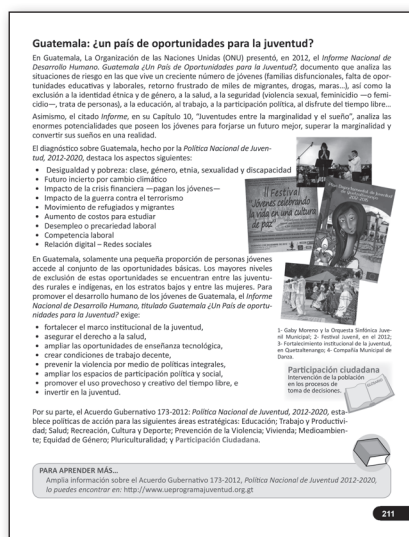 Guatemala: ¿un país de oportunidades para la juventud?
En Guatemala, La Organización de las Naciones Unidas (ONU) presentó, en 2012, el Informe Nacional de
Desarrollo Humano. Guatemala ¿Un País de Oportunidades para la Juventud?, documento que analiza las
situaciones de riesgo en las que vive un creciente número de jóvenes (familias disfuncionales, falta de opor-
tunidades educativas y laborales, retorno frustrado de miles de migrantes, drogas, maras...), así como la
exclusión a la identidad étnica y de género, a la salud, a la seguridad (violencia sexual, feminicidio —o femi-
cidio—, trata de personas), a la educación, al trabajo, a la participación política, al disfrute del tiempo libre...
Asimismo, el citado Informe, en su Capítulo 10, "Juventudes entre la marginalidad y el sueño", analiza las
enormes potencialidades que poseen los jóvenes para forjarse un futuro mejor, superar la marginalidad y
convertir sus sueños en una realidad.
El diagnóstico sobre Guatemala, hecho por la Política Nacional de Juven-
tud, 2012-2020, destaca los aspectos siguientes:
• Desigualdad y pobreza: clase, género, etnia, sexualidad y discapacidad
• Futuro incierto por cambio climático
• Impacto de la crisis financiera —pagan los jóvenes—
• Impacto de la guerra contra el terrorismo
• Movimiento de refugiados y migrantes
• Aumento de costos para estudiar
• Desempleo o precariedad laboral
• Competencia laboral
• Relación digital – Redes sociales
II Festival
"Jóvenes celebrando
la vida en una cultura
de paz"
En Guatemala, solamente una pequeña proporción de personas jóvenes
accede al conjunto de las oportunidades básicas. Los mayores niveles
de exclusión de estas oportunidades se encuentran entre las juventu-
des rurales e indígenas, en los estratos bajos y entre las mujeres. Para
promover el desarrollo humano de los jóvenes de Guatemala, el Informe
Nacional de Desarrollo Humano, titulado Guatemala ¿Un País de oportu-
nidades para la Juventud? exige:
• fortalecer el marco institucional de la juventud,
• asegurar el derecho a la salud,
• ampliar las oportunidades de enseñanza tecnológica,
• crear condiciones de trabajo decente,
• prevenir la violencia por medio de políticas integrales,
• ampliar los espacios de participación política y social,
• promover el uso provechoso y creativo del tiempo libre, e
• invertir en la juventud.
1- Gaby Moreno y la Orquesta Sinfónica Juve-
nil Municipal; 2- Festival Juvenil, en el 2012;
3- Fortalecimiento institucional de la juventud,
en Quetzaltenango; 4- Compañía Municipal de
Danza.
Participación ciudadana
Intervención de la población
en los procesos de
toma de decisiones.
Por su parte, el Acuerdo Gubernativo 173-2012: Política Nacional de Juventud, 2012-2020, esta-
blece políticas de acción para las siguientes áreas estratégicas: Educación; Trabajo y Productivi-
dad; Salud; Recreación, Cultura y Deporte; Prevención de la Violencia; Vivienda; Medioambien-
te; Equidad de Género; Pluriculturalidad; y Participación Ciudadana.
PARA APRENDER MÁS...
Amplia información sobre el Acuerdo Gubernativo 173-2012, Política Nacional de Juventud 2012-2020,
la puedes encontrar en: http://www.ueprogramajuventud.org.gt
211